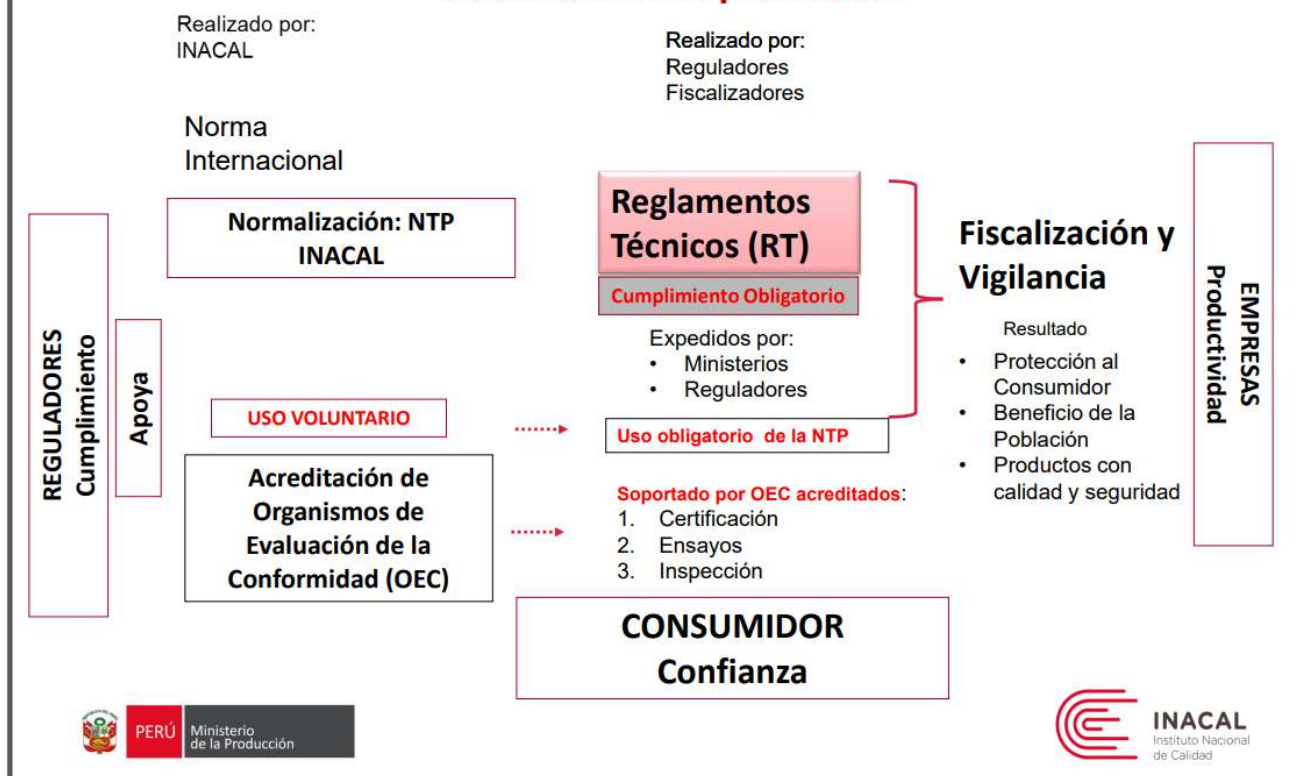 Realizado por:
INACAL
Realizado por:
Reguladores
Fiscalizadores
Norma
Internacional
Normalización: NTP
INACAL
Reglamentos
Técnicos (RT)
Cumplimiento Obligatorio
Expedidos por:
• Ministerios
• Reguladores
Fiscalización y
Vigilancia
Resultado
• Protección al
Consumidor
• Beneficio de la
Población
• Productos con
calidad y seguridad
EMPRESAS
Productividad
REGULADORES
Cumplimiento
Apoya
USO VOLUNTARIO
Uso obligatorio de la NTP
Acreditación de
Organismos de
Evaluación de la
Conformidad (OEC)
Soportado por OEC acreditados:
1. Certificación
2. Ensayos
3. Inspección
CONSUMIDOR
Confianza
PERÚ
Ministerio
de la Producción
INACAL
Instituto Nacional
de Calidad